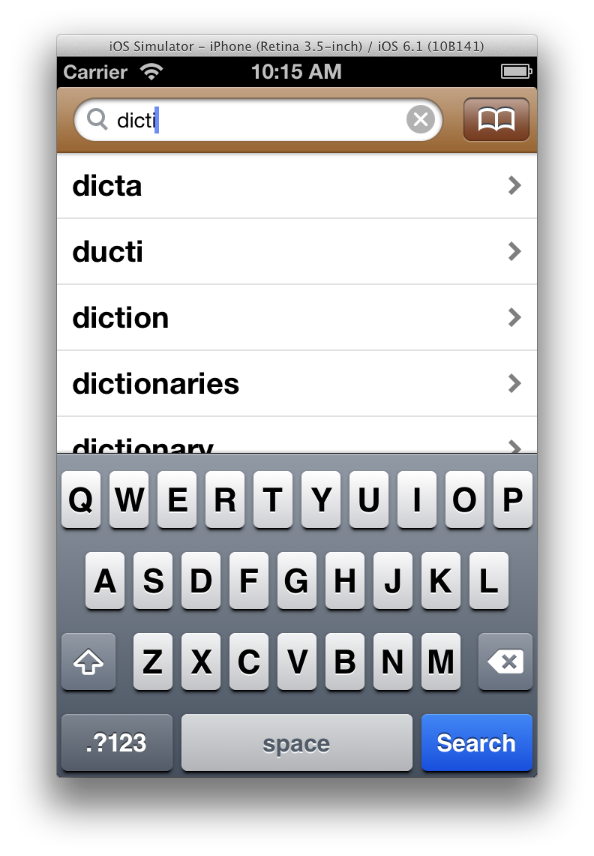 iOS Simulator – iPhone (Retina 3.5-inch) / iOS 6.1 (10B141)
Carrier 10:15 AM
dicti
dicta
ducti
diction
dictionaries
dictionary
Q W E R T Y U I O P
A S D F G H J K L
Z X C V B N M
.?123 space Search